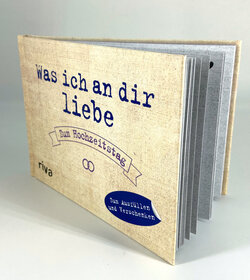 Was ich an dir
liebe
Zum Hochzeitstag
riva
Zum Ausfüllen
und Verschenken